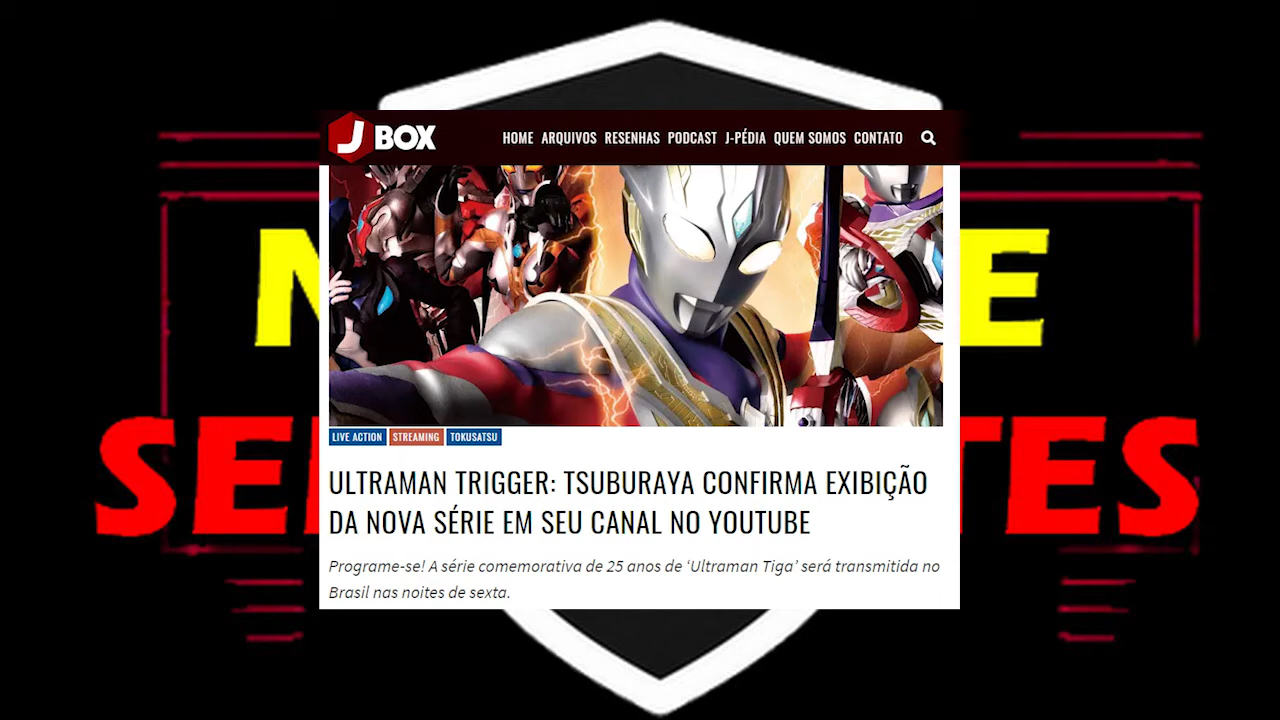 J BOX
HOME ARQUIVOS RESENHAS PODCAST J-PÉDIA QUEM SOMOS CONTATO
LIVE ACTION STREAMING TOKUSATSU
ULTRAMAN TRIGGER: TSUBURAYA CONFIRMA EXIBIÇÃO
DA NOVA SÉRIE EM SEU CANAL NO YOUTUBE
Programe-se! A série comemorativa de 25 anos de ‘Ultraman Tiga’ será transmitida no
Brasil nas noites de sexta.